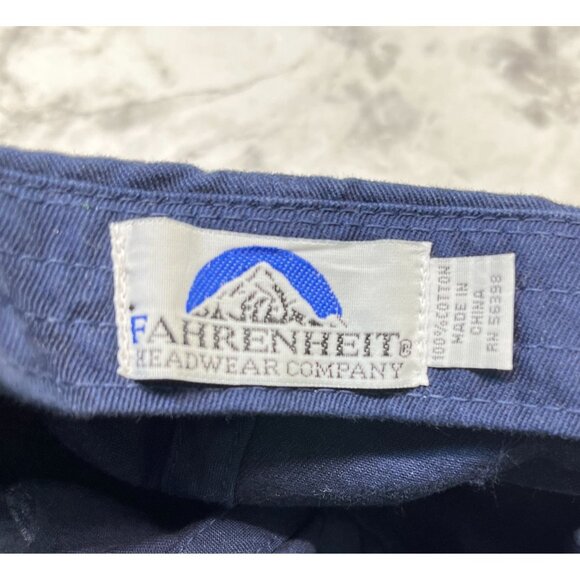 FAHRENHEIT®
HEADWEAR COMPANY
100% COTTON
MADE IN
CHINA
RN 56398